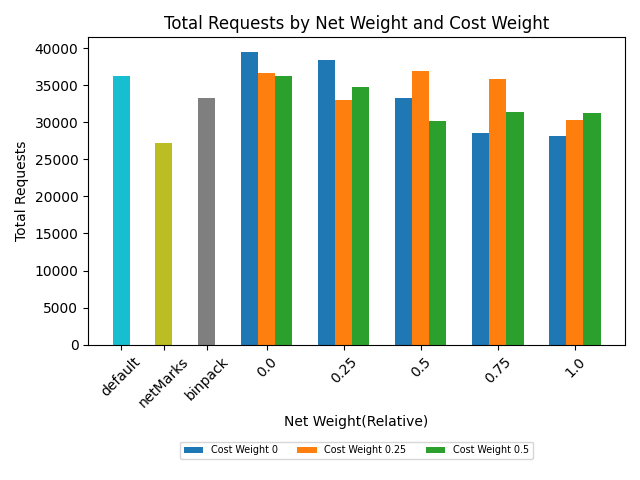 Total Requests by Net Weight and Cost Weight
Total Requests
40000
35000
30000
25000
20000
15000
10000
5000
0
default
netMarks
binpack
0.0
0.25
0.5
0.75
1.0
Net Weight(Relative)
Cost Weight 0
Cost Weight 0.25
Cost Weight 0.5